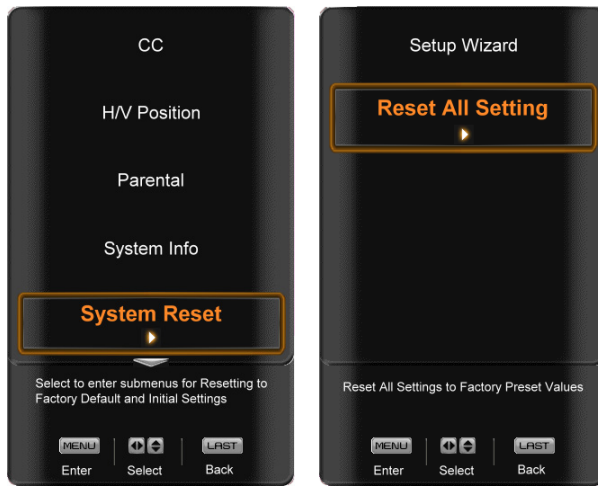 CC
H/V Position
Parental
System Info
System Reset
Select to enter submenus for Resetting to
Factory Default and Initial Settings
MENU
LAST
Enter
Select
Back
Setup Wizard
Reset All Setting
Reset All Settings to Factory Preset Values
MENU
LAST
Enter
Select
Back